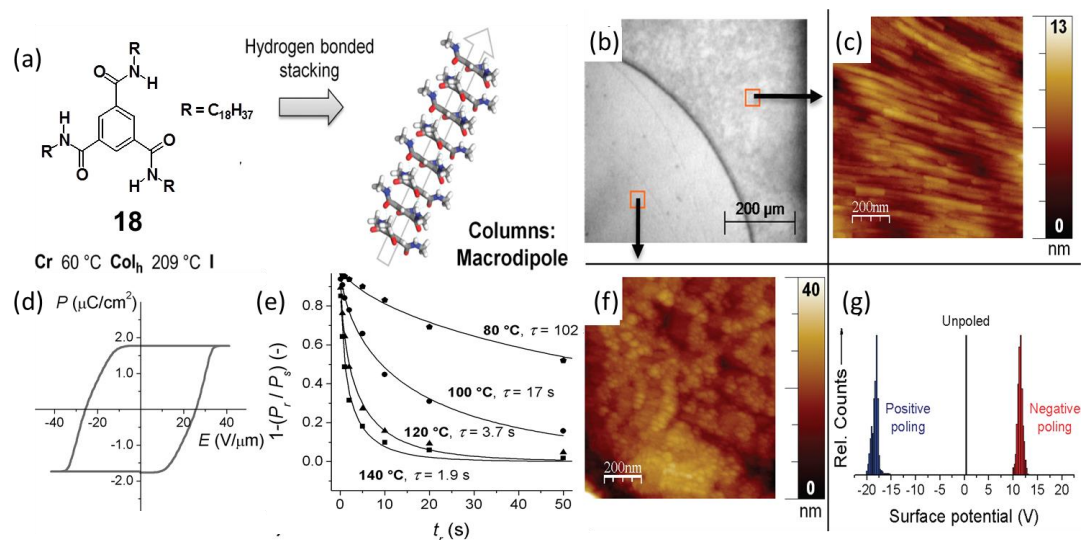 (a)
R
N-H
O
H
N
R
O
O
N-H
R
R = C18H37
18
Cr 60 °C Colh 209 °C I
Hydrogen bonded
stacking
Columns:
Macrodipole
(b)
200 µm
(c)
200nm
13
0
nm
(d)
P (µC/cm²)
2.0
1.0
-40 -20 0 20 40
E (V/µm)
-1.0
-2.0
(e)
1-(Pr / Ps) (-)
0.8
0.6
0.4
0.2
0.0
80 °C, τ = 102
100 °C, τ = 17 s
120 °C, τ = 3.7 s
140 °C, τ = 1.9 s
0 10 20 30 40 50
(s)
(f)
200nm
40
0
nm
(g)
Rel. Counts
Unpoled
Positive
poling
Negative
poling
-20 -15 -10 -5 0 5 10 15 20
Surface potential (V)